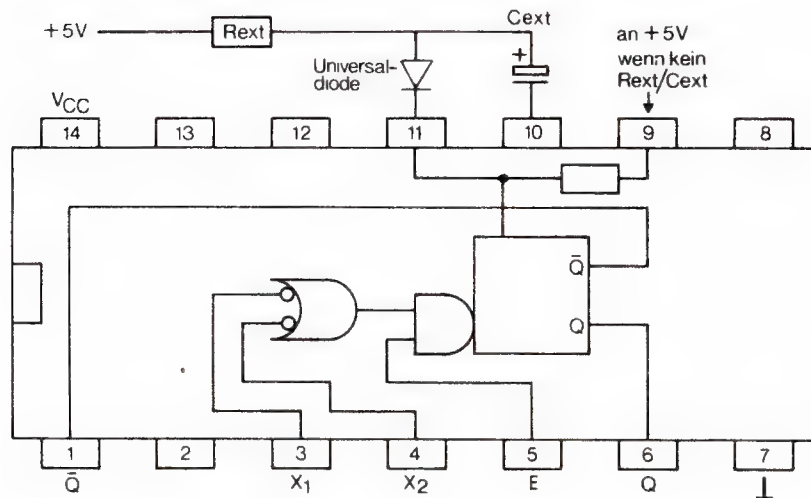 +5V
Rext
Universal-
diode
Cext
+
an +5V
wenn kein
Rext/Cext
VCC
14 13 12 11 10 9 8
Q̄
Q
1 2 3 4 5 6 7
Q̄ X1 X2 E Q ⊥